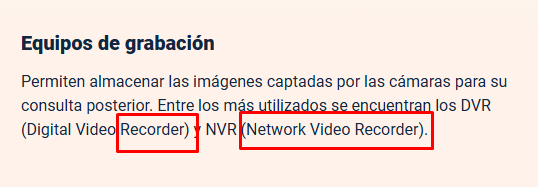 Equipos de grabación
Permiten almacenar las imágenes captadas por las cámaras para su
consulta posterior. Entre los más utilizados se encuentran los DVR
(Digital Video Recorder) y NVR (Network Video Recorder).